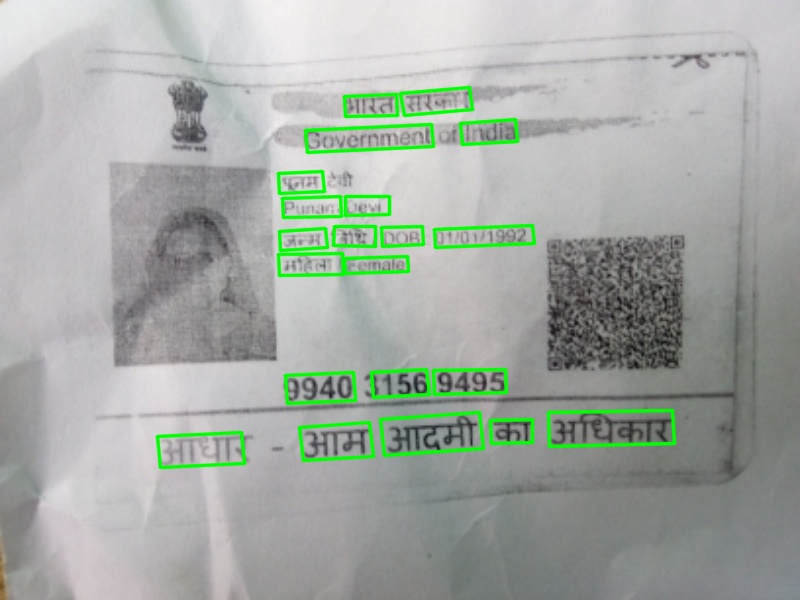 भारत सरकार
Government of India
पूनम देवी
Punam Devi
जन्म तिथि DOB 01/01/1992
महिला Female
9940 3156 9495
आधार - आम आदमी का अधिकार